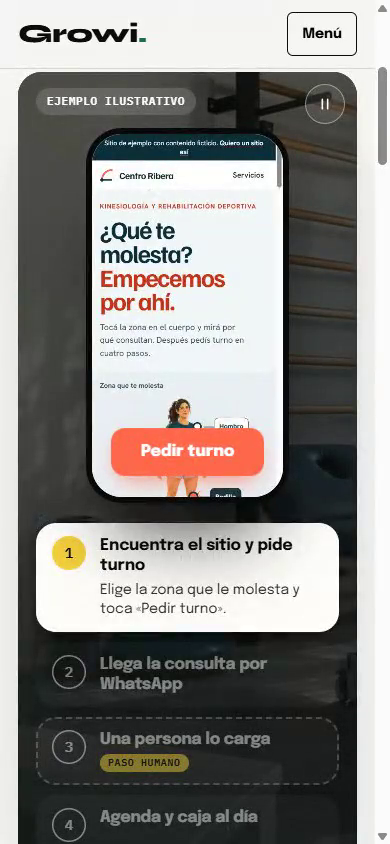 Growi.
Menú
EJEMPLO ILUSTRATIVO
Sitio de ejemplo con contenido ficticio. Quiero un sitio
así
Centro Ribera
Servicios
KINESIOLOGÍA Y REHABILITACIÓN DEPORTIVA
¿Qué te
molesta?
Empecemos
por ahí.
Tocá la zona en el cuerpo y mirá por
qué consultan. Después pedís turno en
cuatro pasos.
Zona que te molesta
Hombro
Pedir turno
Rodilla
1
Encuentra el sitio y pide
turno
Elige la zona que le molesta y
toca «Pedir turno».
2
Llega la consulta por
WhatsApp
3
Una persona lo carga
PASO HUMANO
4
Agenda y caja al día